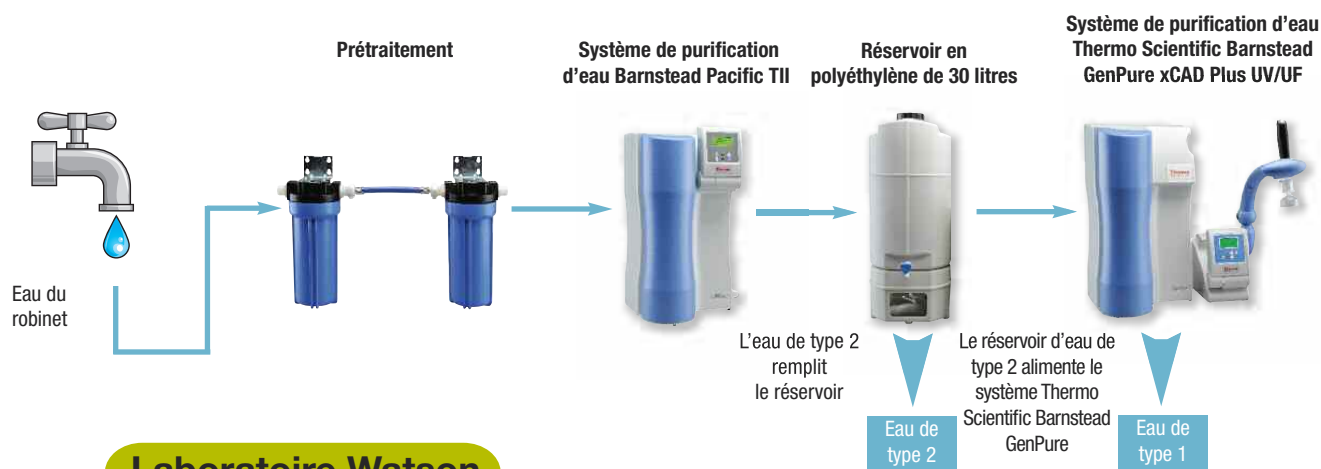 Prétraitement
Système de purification
d'eau Barnstead Pacific TII
Réservoir en
polyéthylène de 30 litres
Système de purification d'eau
Thermo Scientific Barnstead
GenPure xCAD Plus UV/UF
Eau du
robinet
L'eau de type 2
remplit
le réservoir
Le réservoir d'eau de
type 2 alimente le
système Thermo
Scientific Barnstead
GenPure
Eau de
type 2
Eau de
type 1
Laboratoire Watson